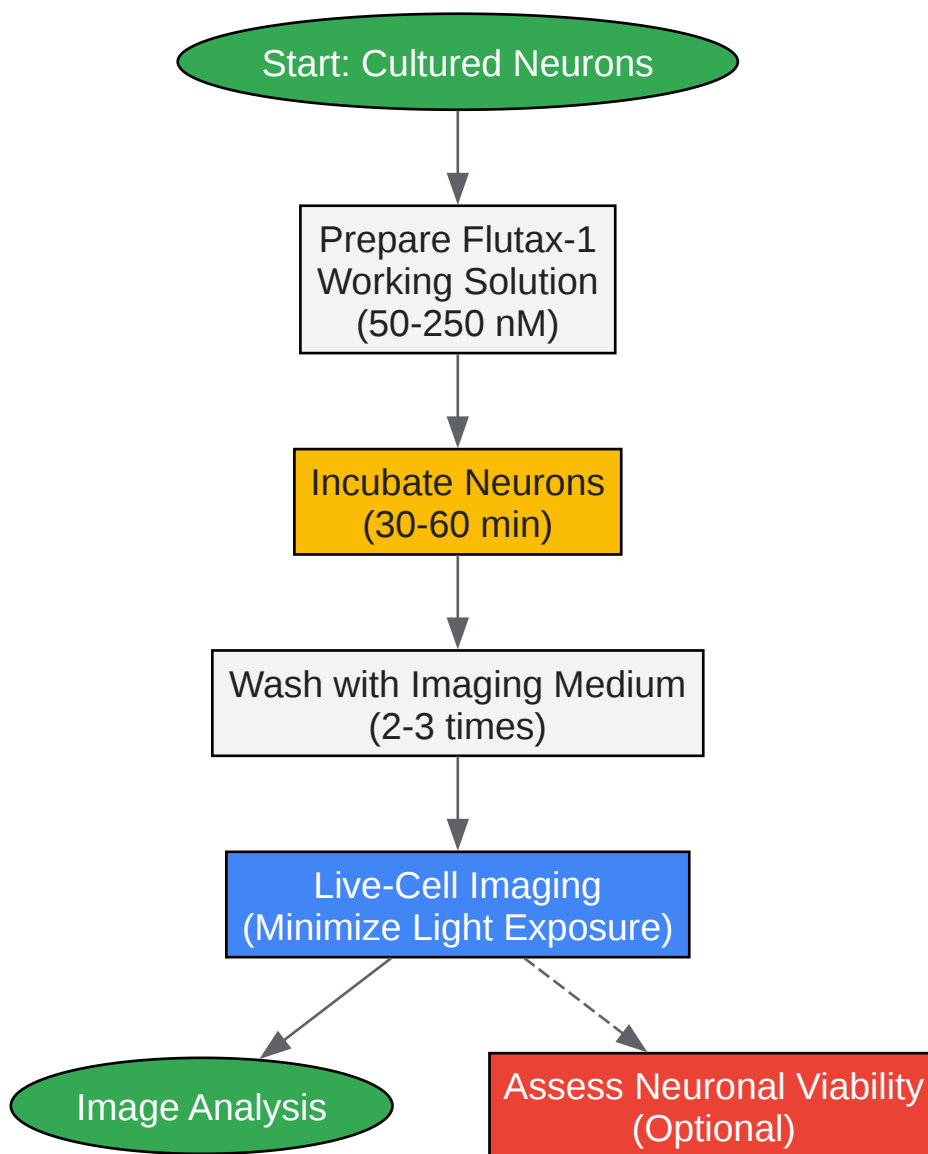 Start: Cultured Neurons
Prepare Flutax-1
Working Solution
(50-250 nM)
Incubate Neurons
(30-60 min)
Wash with Imaging Medium
(2-3 times)
Live-Cell Imaging
(Minimize Light Exposure)
Image Analysis
Assess Neuronal Viability
(Optional)